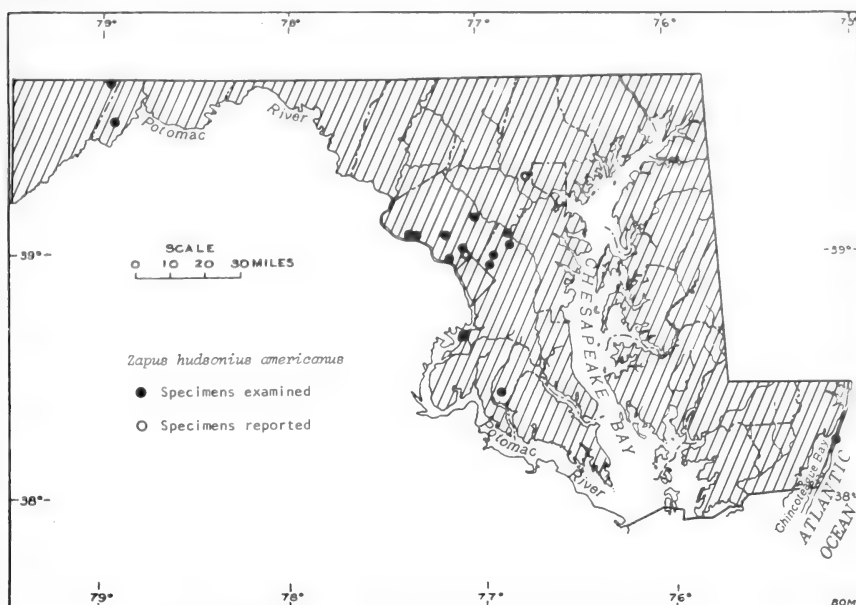 79° 78° 77° 76° 75°
Potomac River
SCALE
0 10 20 30 MILES
39° 39°
CHESAPEAKE BAY
Zapus hudsonius americanus
● Specimens examined
○ Specimens reported
Potomac River
Chincoteague Bay
ATLANTIC OCEAN
38° 38°
79° 78° 77° 76°